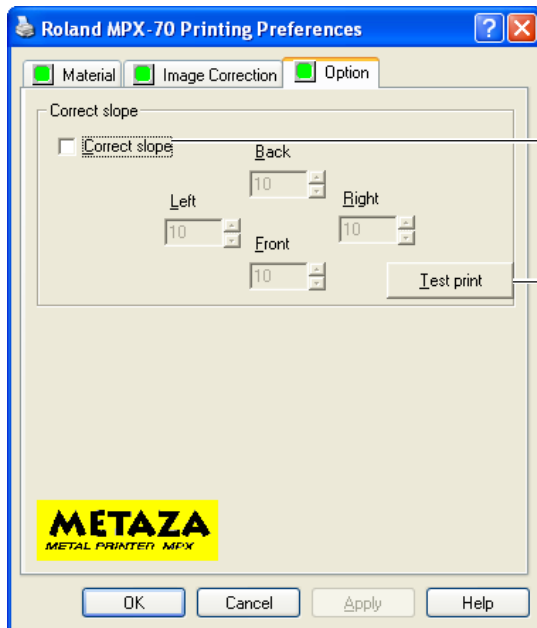 Roland MPX-70 Printing Preferences
Material
Image Correction
Option
Correct slope
Correct slope
Back
10
Left
Right
10
10
Front
10
Test print
METAZA
METAL PRINTER MPX
OK
Cancel
Apply
Help